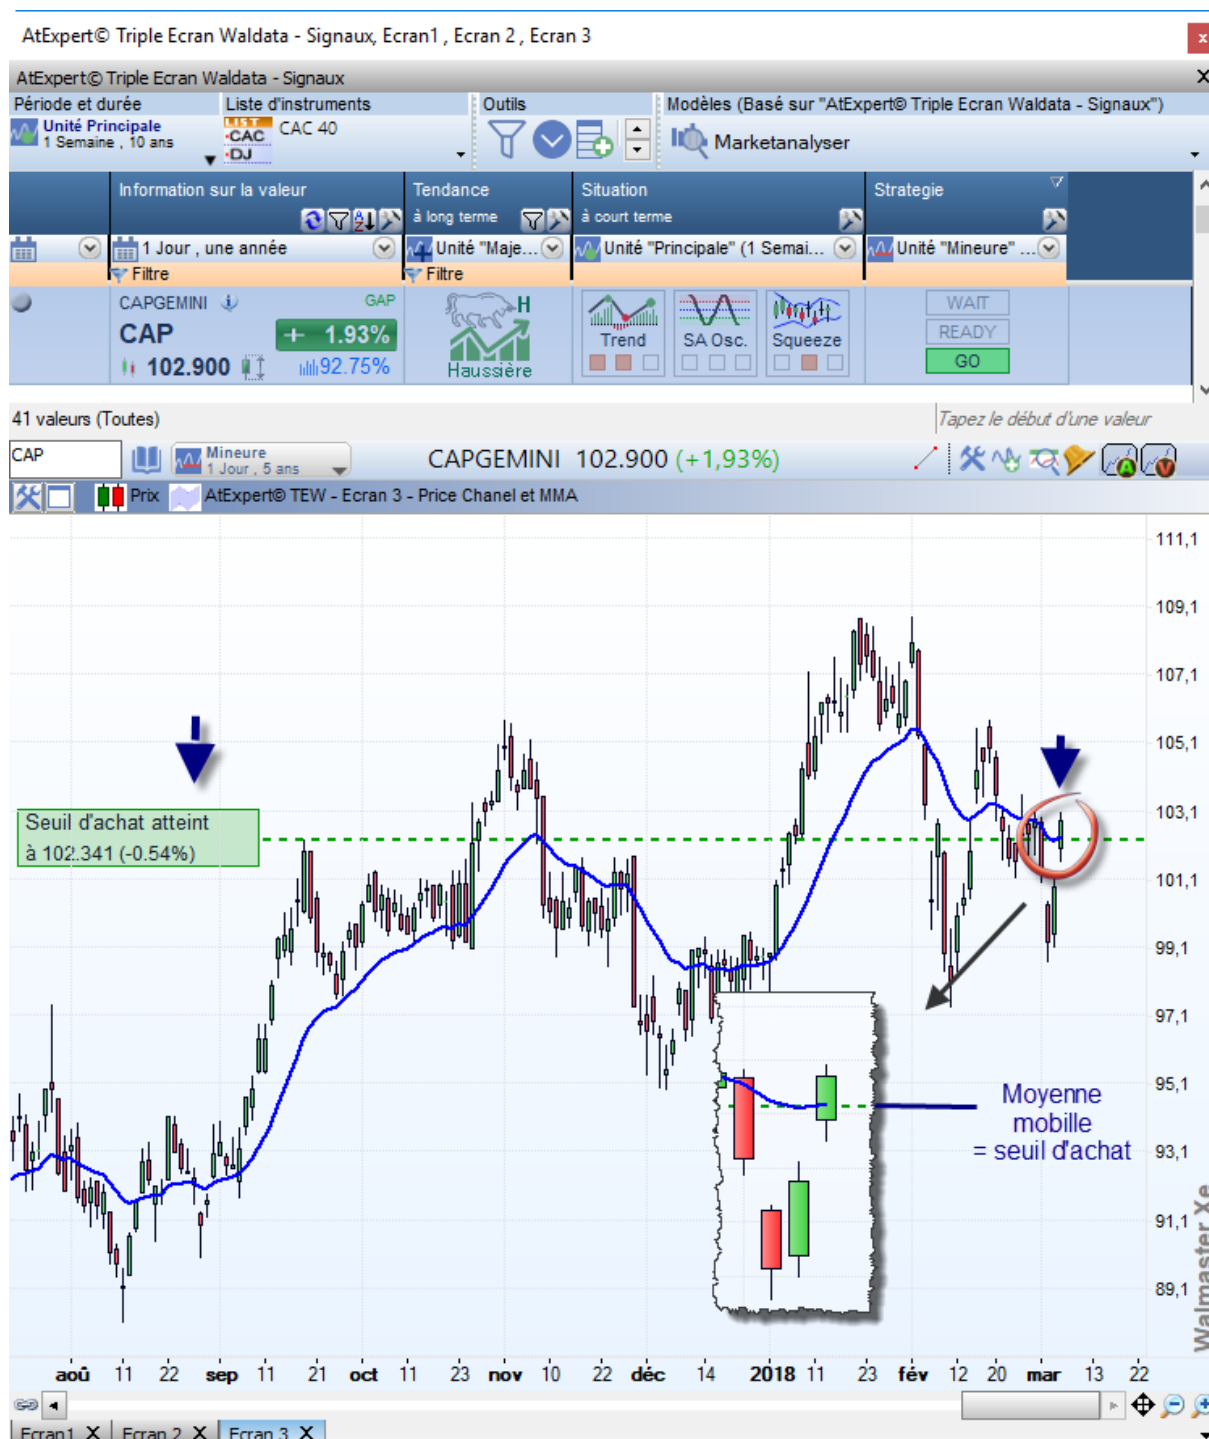 AtExpert© Triple Ecran Waldata - Signaux, Ecran1 , Ecran 2 , Ecran 3
x
AtExpert© Triple Ecran Waldata - Signaux
X
Période et durée
Liste d'instruments
Outils
Modèles (Basé sur "AtExpert© Triple Ecran Waldata - Signaux")
Unité Principale
1 Semaine , 10 ans
LIST
CAC
DJ
CAC 40
Marketanalyser
Information sur la valeur
Tendance
à long terme
Situation
à court terme
Strategie
1 Jour , une année
Unité "Maje...
Unité "Principale" (1 Semai...
Unité "Mineure" ...
Filtre
Filtre
CAPGEMINI
GAP
CAP
+ 1.93%
102.900
92.75%
H
Haussière
Trend
SA Osc.
Squeeze
WAIT
READY
GO
41 valeurs (Toutes)
Tapez le début d'une valeur
CAP
Mineure
1 Jour , 5 ans
CAPGEMINI 102.900 (+1,93%)
A
V
Prix
AtExpert© TEW - Ecran 3 - Price Chanel et MMA
111,1
109,1
107,1
105,1
103,1
101,1
99,1
97,1
95,1
93,1
91,1
89,1
Seuil d'achat atteint
à 102.341 (-0.54%)
Moyenne
mobille
= seuil d'achat
Walmaster Xe
aoû 11 22 sep 11 21 oct 11 23 nov 10 22 déc 14 2018 11 23 fév 12 20 mar 13 22
Ecran1 X
Ecran 2 X
Ecran 3 X